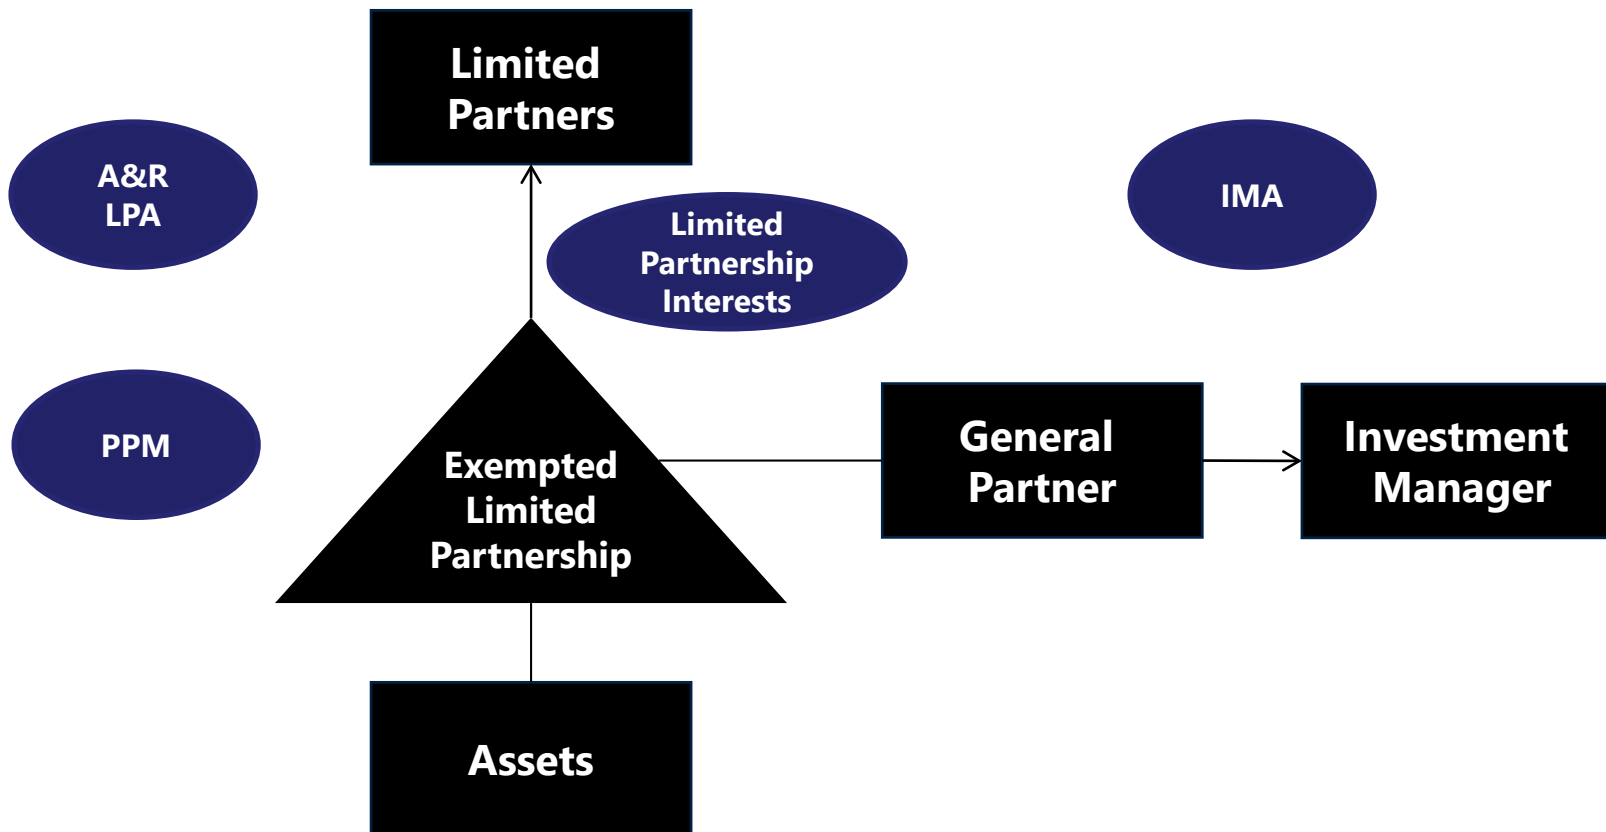 Limited
Partners
A&R
LPA
IMA
Limited
Partnership
Interests
PPM
Exempted
Limited
Partnership
General
Partner
Investment
Manager
Assets